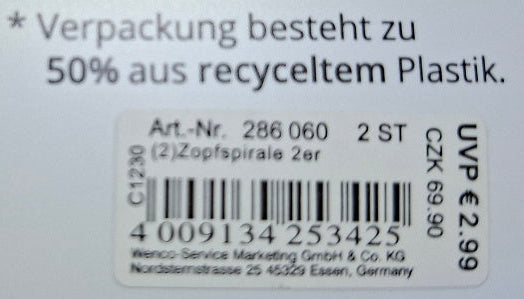 * Verpackung besteht zu
50% aus recyceltem Plastik.
Art.-Nr. 286 060 2 ST
(2)Zopfspirale 2er
C1230
4 009134 253425
Wenco-Service Marketing GmbH & Co. KG
Nordsternstrasse 25 45329 Essen, Germany
CZK 69.90
UVP € 2.99